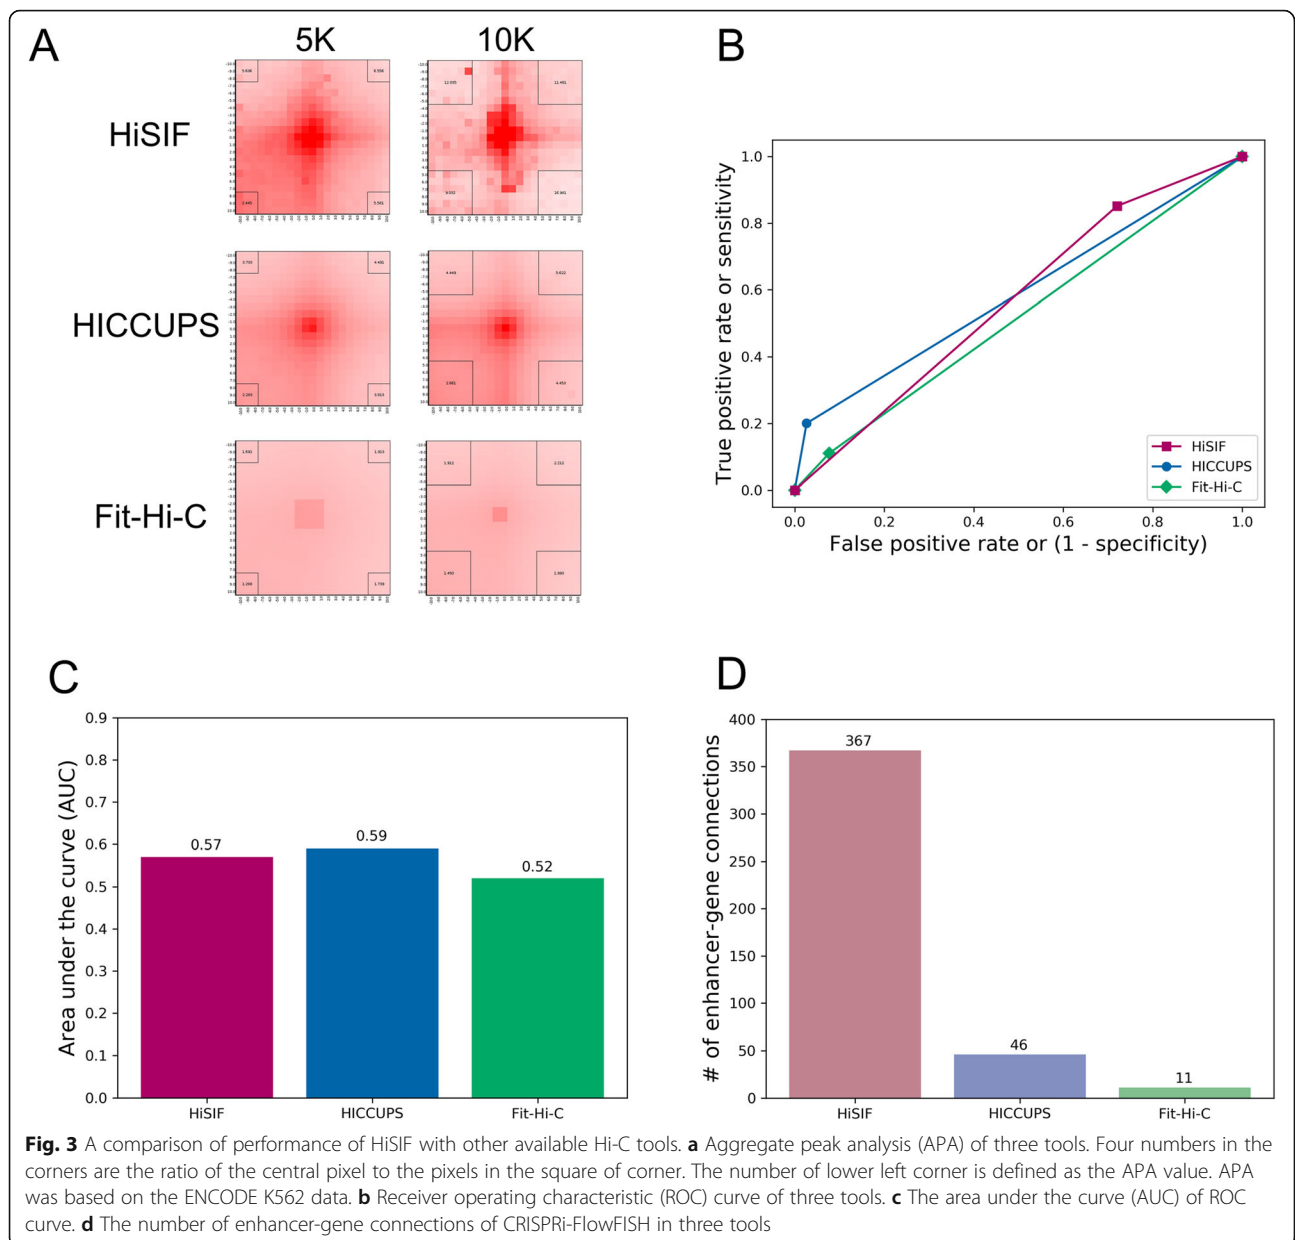 A
5K
10K
HiSIF
HICCUPS
Fit-Hi-C
B
True positive rate or sensitivity
1.0
0.8
0.6
0.4
0.2
0.0
0.0 0.2 0.4 0.6 0.8 1.0
False positive rate or (1 - specificity)
HiSIF
HICCUPS
Fit-Hi-C
C
Area under the curve (AUC)
0.9
0.8
0.7
0.6
0.5
0.4
0.3
0.2
0.1
0.0
0.57
0.59
0.52
HiSIF HICCUPS Fit-Hi-C
D
# of enhancer-gene connections
400
350
300
250
200
150
100
50
0
367
46
11
HiSIF HICCUPS Fit-Hi-C
Fig. 3 A comparison of performance of HiSIF with other available Hi-C tools. a Aggregate peak analysis (APA) of three tools. Four numbers in the
corners are the ratio of the central pixel to the pixels in the square of corner. The number of lower left corner is defined as the APA value. APA
was based on the ENCODE K562 data. b Receiver operating characteristic (ROC) curve of three tools. c The area under the curve (AUC) of ROC
curve. d The number of enhancer-gene connections of CRISPRi-FlowFISH in three tools